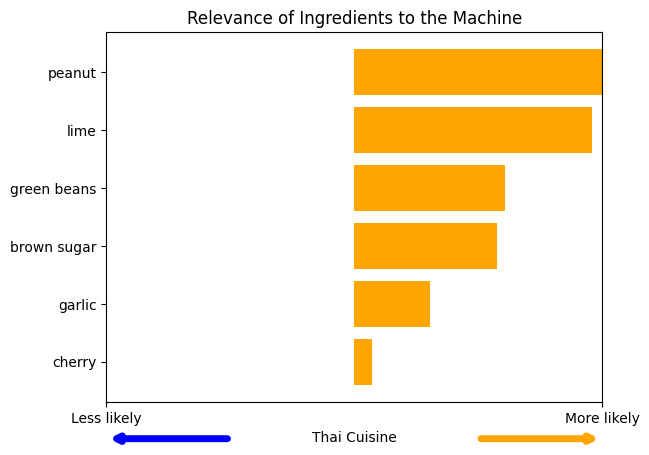 Relevance of Ingredients to the Machine
peanut
lime
green beans
brown sugar
garlic
cherry
Less likely
More likely
Thai Cuisine